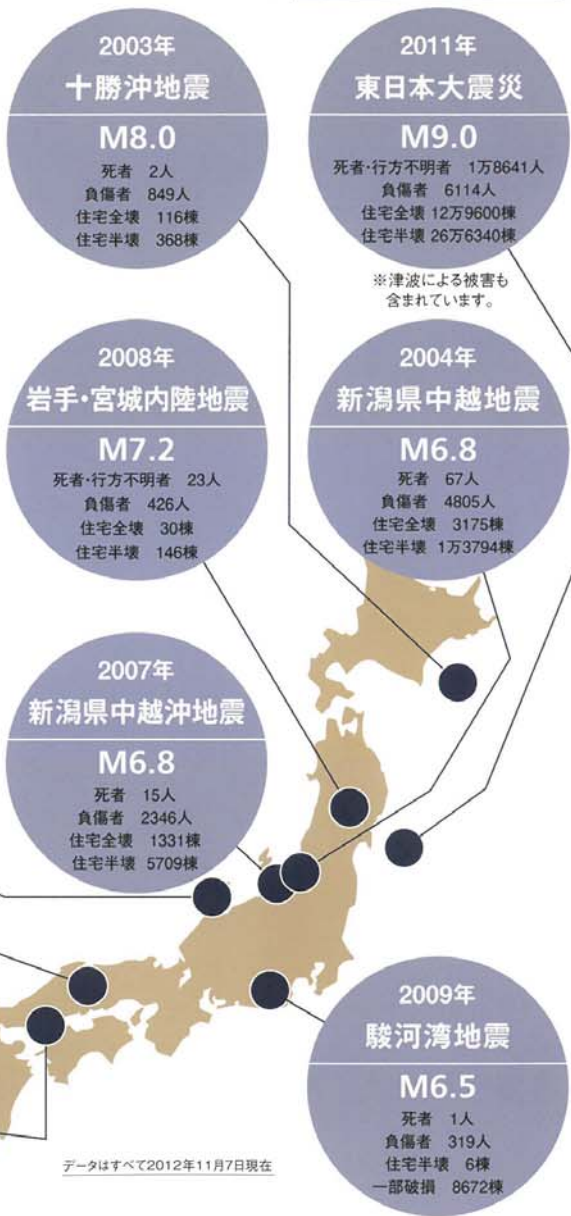 2003年
十勝沖地震
M8.0
死者 2人
負傷者 849人
住宅全壊 116棟
住宅半壊 368棟
2011年
東日本大震災
M9.0
死者・行方不明者 1万8641人
負傷者 6114人
住宅全壊 12万9600棟
住宅半壊 26万6340棟
※津波による被害も
含まれています。
2008年
岩手・宮城内陸地震
M7.2
死者・行方不明者 23人
負傷者 426人
住宅全壊 30棟
住宅半壊 146棟
2004年
新潟県中越地震
M6.8
死者 67人
負傷者 4805人
住宅全壊 3175棟
住宅半壊 1万3794棟
2007年
新潟県中越沖地震
M6.8
死者 15人
負傷者 2346人
住宅全壊 1331棟
住宅半壊 5709棟
2009年
駿河湾地震
M6.5
死者 1人
負傷者 319人
住宅半壊 6棟
一部破損 8672棟
データはすべて2012年11月7日現在